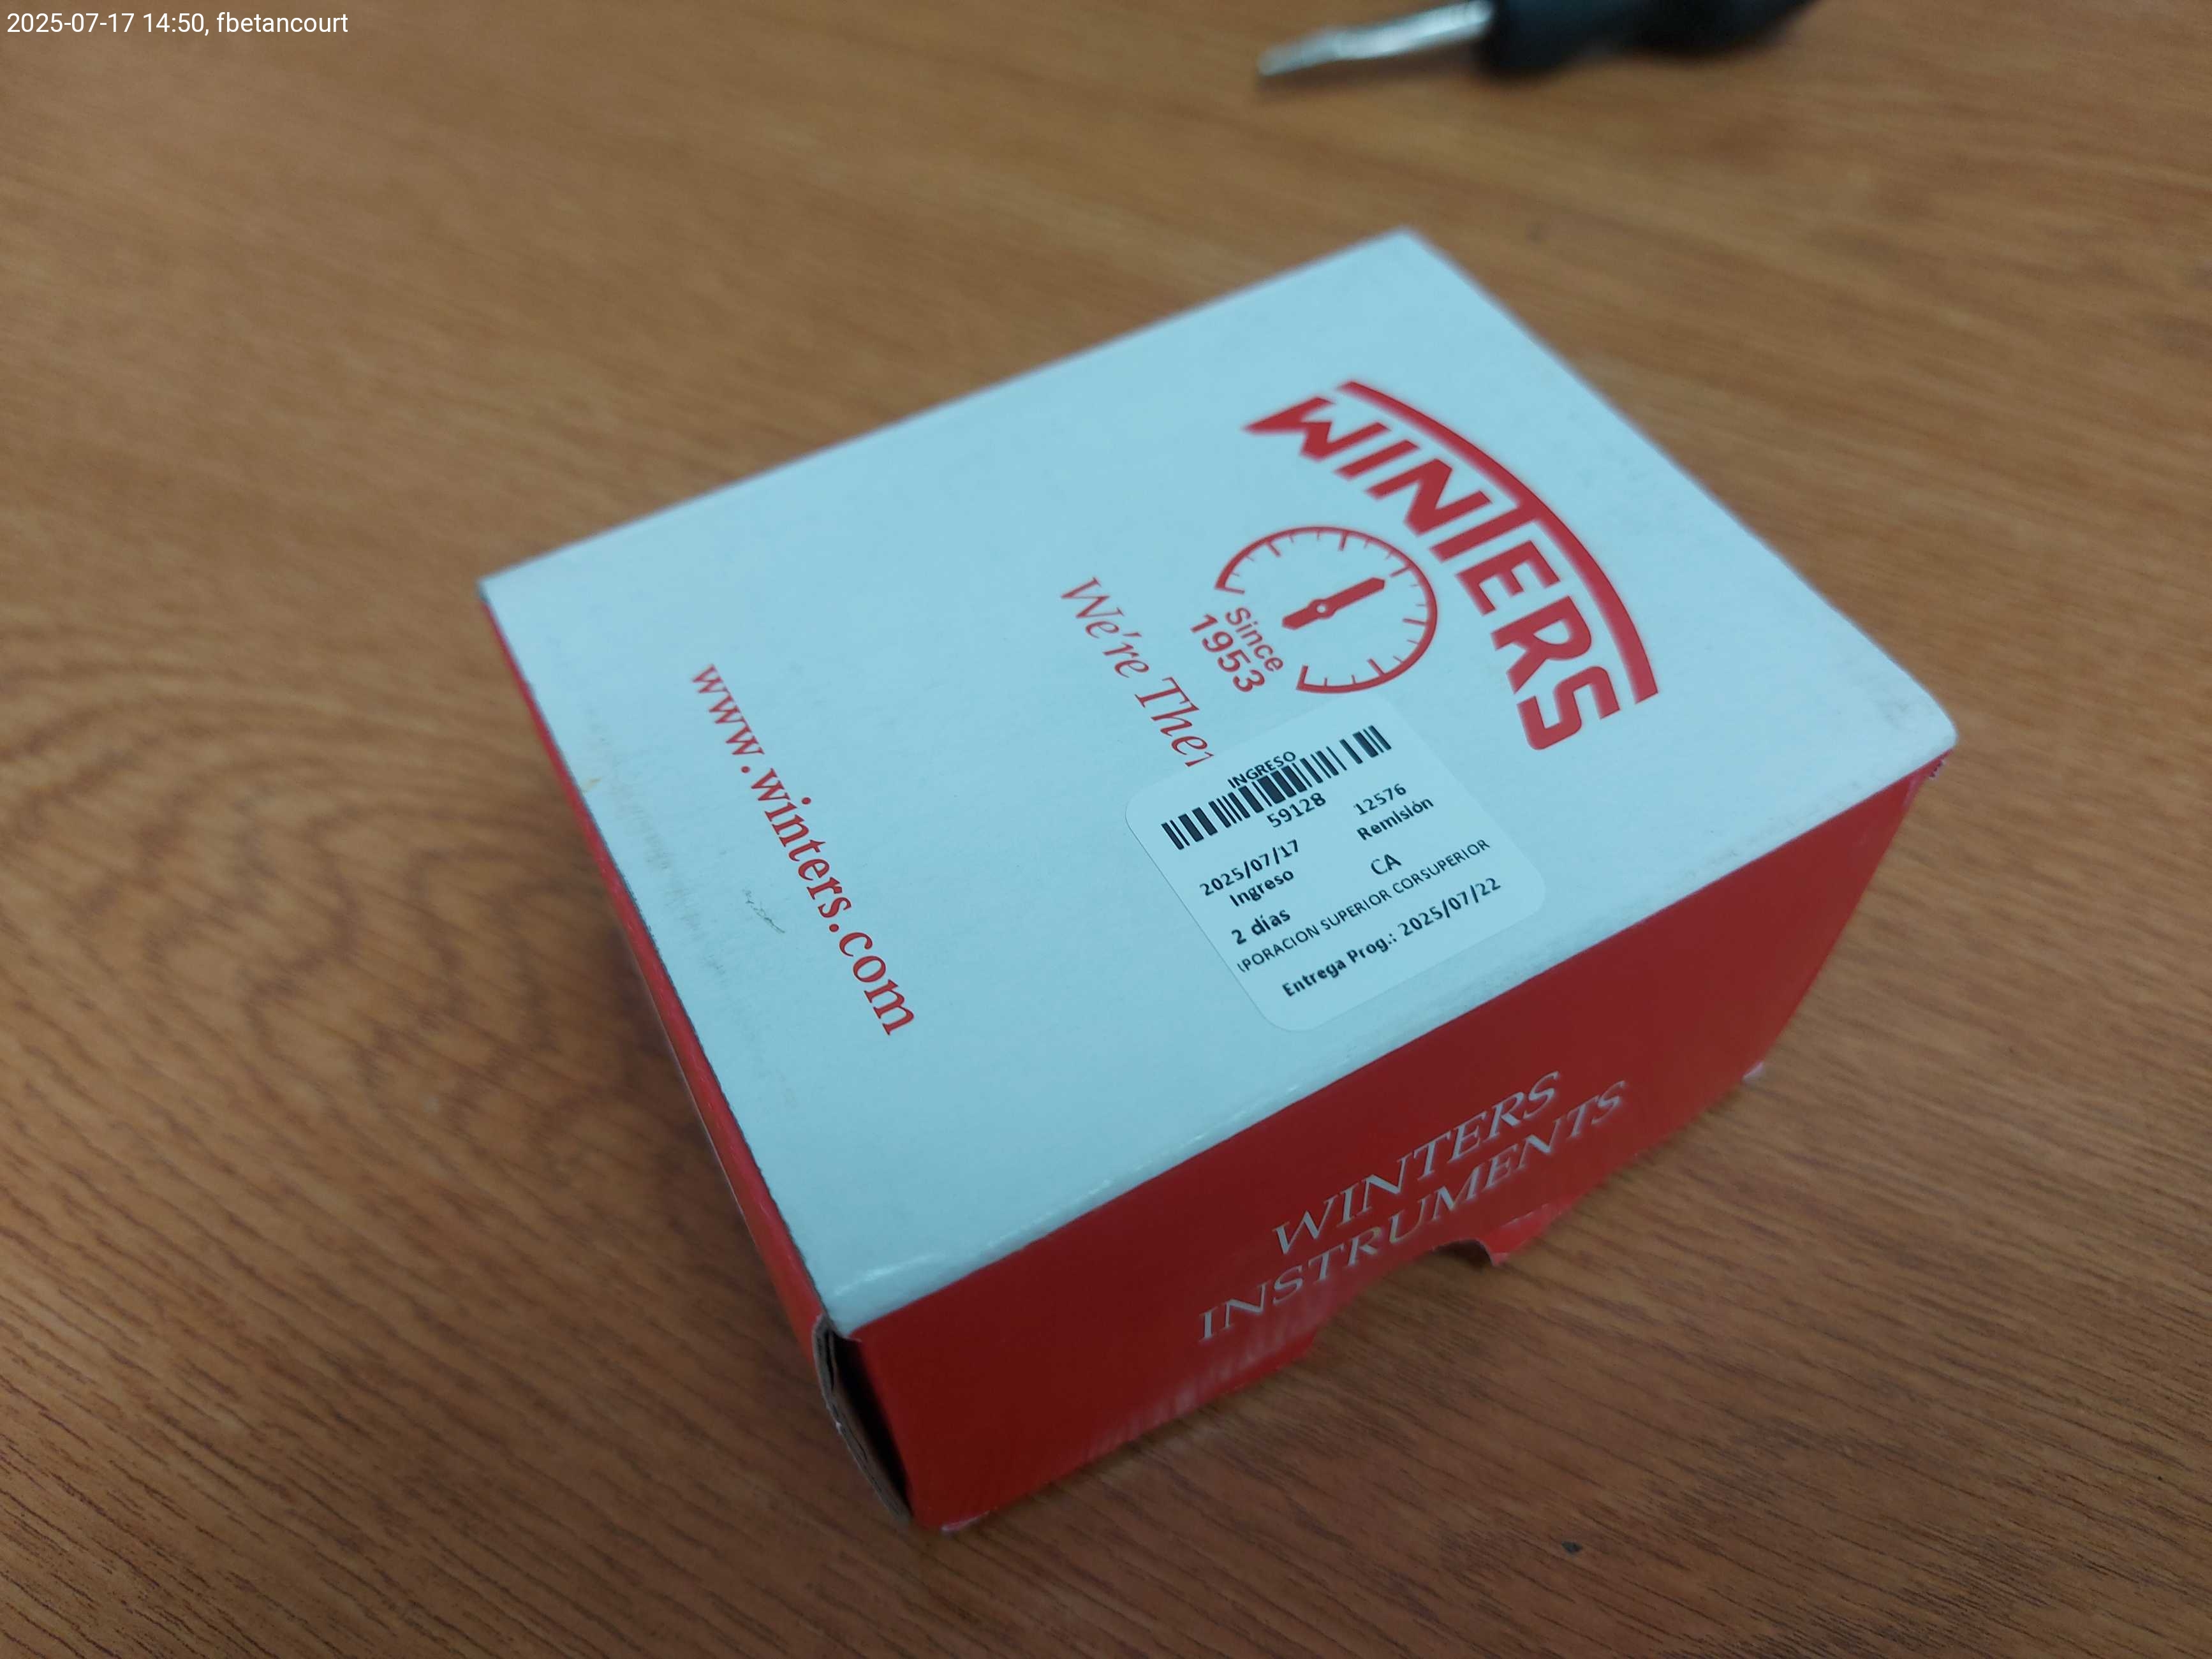 2025-07-17 14:50, fbetancourt
WINTERS
Since
1953
We're Ther
www.winters.com
INGRESO
59128
12576
Remisión
2025/07/17
Ingreso
CA
2 días
PORACION SUPERIOR CORSUPERIOR
Entrega Prog.: 2025/07/22
WINTERS
INSTRUMENTS